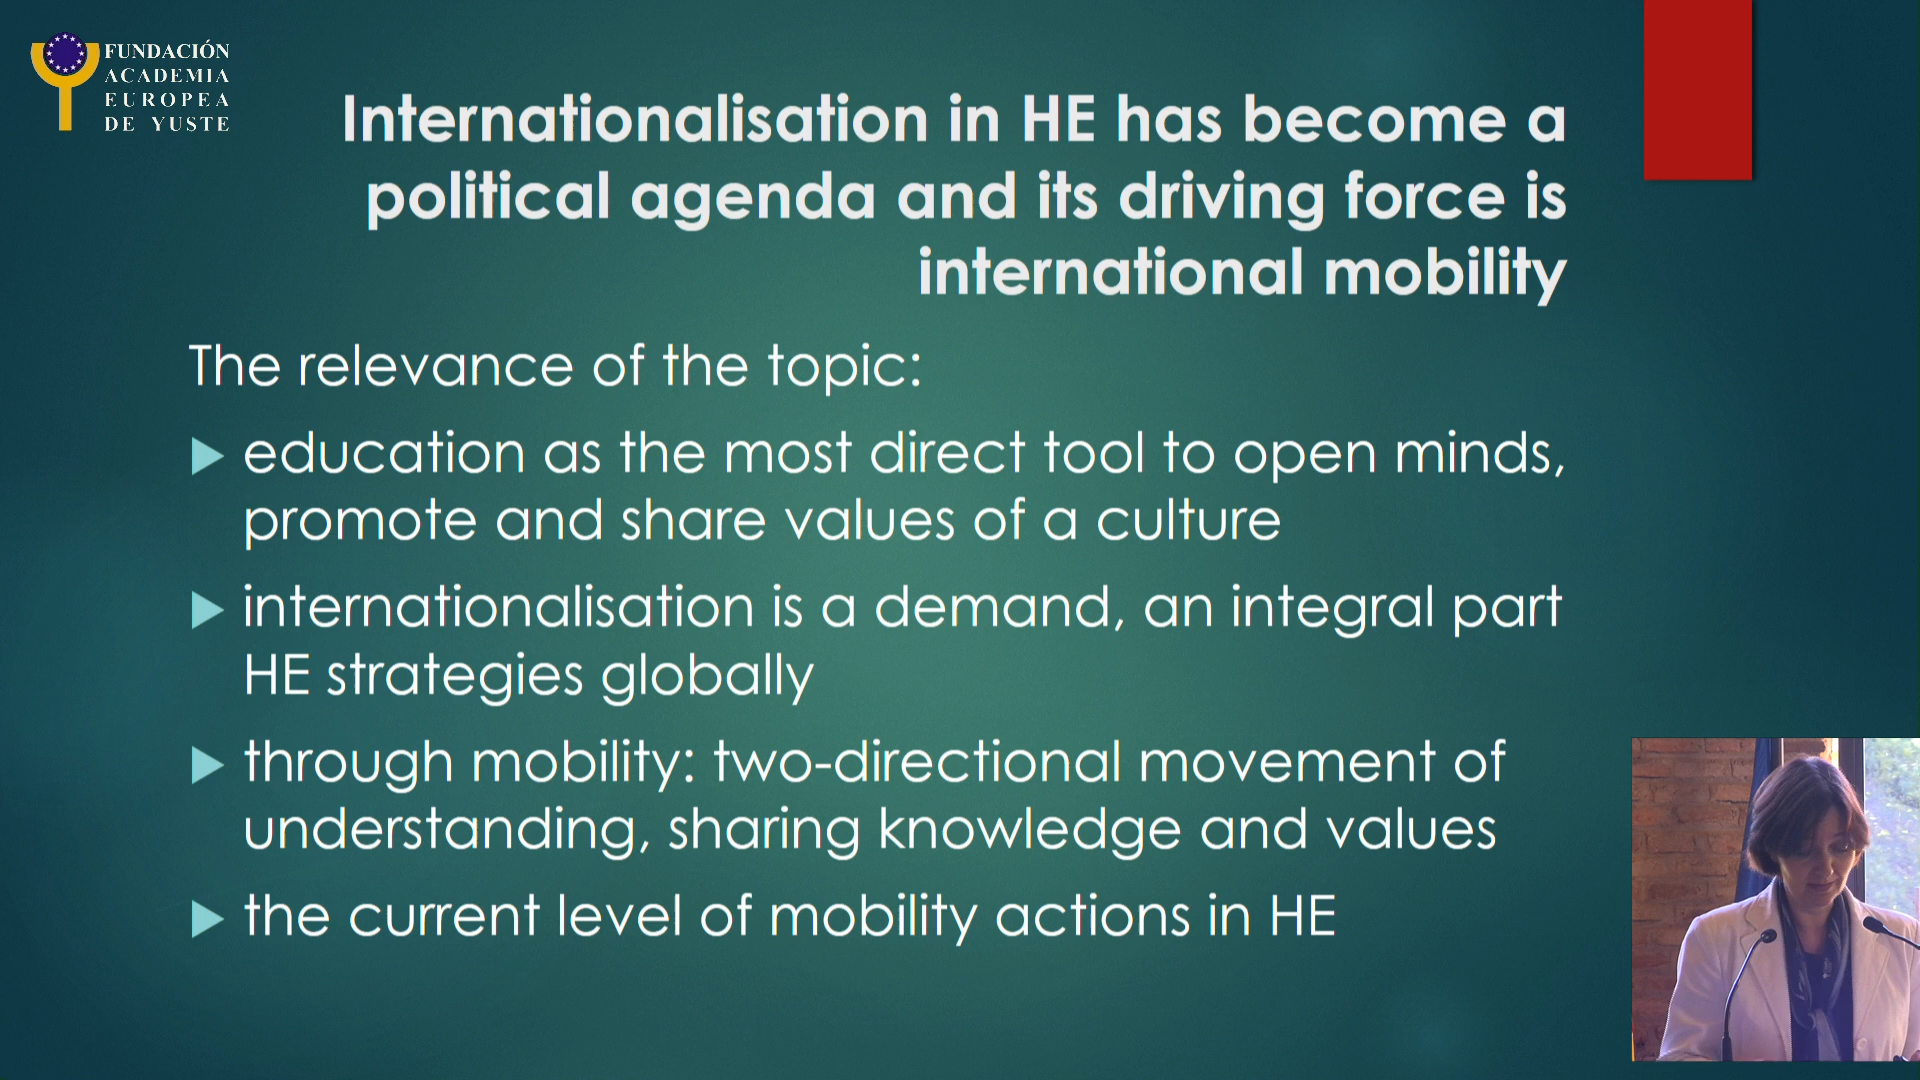 FUNDACIÓN
ACADEMIA
EUROPEA
DE YUSTE
Internationalisation in HE has become a
political agenda and its driving force is
international mobility
The relevance of the topic:
education as the most direct tool to open minds,
promote and share values of a culture
internationalisation is a demand, an integral part
HE strategies globally
through mobility: two-directional movement of
understanding, sharing knowledge and values
the current level of mobility actions in HE